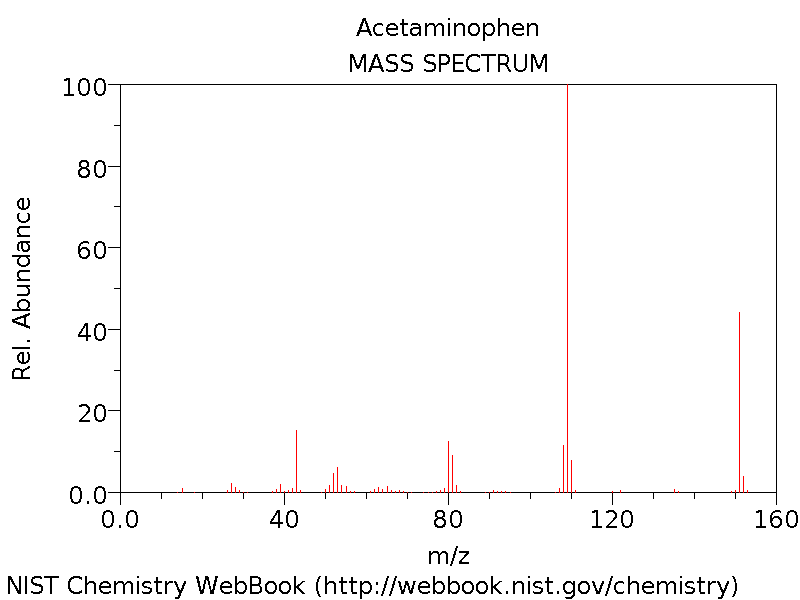 Acetaminophen
MASS SPECTRUM
100
80
60
40
20
0.0
Rel. Abundance
0.0 40 80 120 160
m/z
NIST Chemistry WebBook (http://webbook.nist.gov/chemistry)